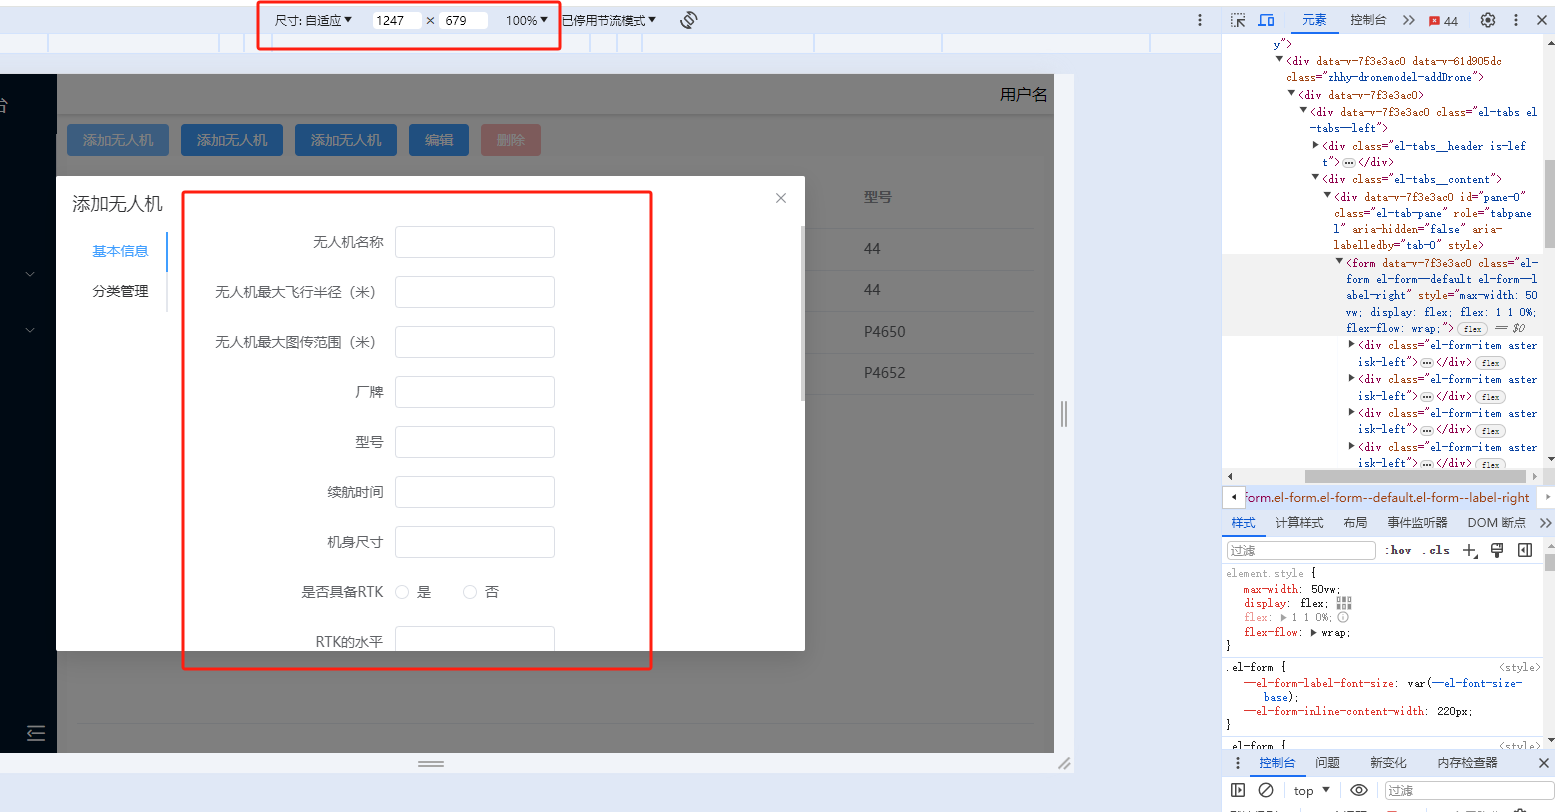 尺寸: 自适应▼ 1247 × 679 100%▼ 已停用节流模式▼
元素 控制台 44
台
用户名
添加无人机 添加无人机 添加无人机 编辑 删除
添加无人机
基本信息
分类管理
无人机名称
无人机最大飞行半径（米）
无人机最大图传范围（米）
厂牌
型号
续航时间
机身尺寸
是否具备RTK 是 否
RTK的水平
型号
44
44
P4650
P4652
y">
▼<div data-v-7f3e3ac0 data-v-61d905dc
class="zhhy-dronemodel-addDrone">
▼<div data-v-7f3e3ac0>
▼<div data-v-7f3e3ac0 class="el-tabs el
-tabs--left">
▶<div class="el-tabs__header is-lef
t">…</div>
▼<div class="el-tabs__content">
▼<div data-v-7f3e3ac0 id="pane-0"
class="el-tab-pane" role="tabpane
l" aria-hidden="false" aria-
labelledby="tab-0" style>
▼<form data-v-7f3e3ac0 class="el-
form el-form--default el-form--l
abel-right" style="max-width: 50
vw; display: flex; flex: 1 1 0%;
flex-flow: wrap;"> flex == $0
▶<div class="el-form-item aster
isk-left">…</div> flex
▶<div class="el-form-item aster
isk-left">…</div> flex
▶<div class="el-form-item aster
isk-left">…</div> flex
▶<div class="el-form-item aster
isk-left">…</div> flex
form.el-form.el-form--default.el-form--label-right
样式 计算样式 布局 事件监听器 DOM 断点
过滤 :hov .cls
element.style {
max-width: 50vw;
display: flex;
flex: ▶ 1 1 0%;
flex-flow: ▶ wrap;
}
.el-form { <style>
--el-form-label-font-size: var(--el-font-size-
base);
--el-form-inline-content-width: 220px;
}
.el-form { <style>
控制台 问题 新变化 内存检查器
top ▼ 过滤